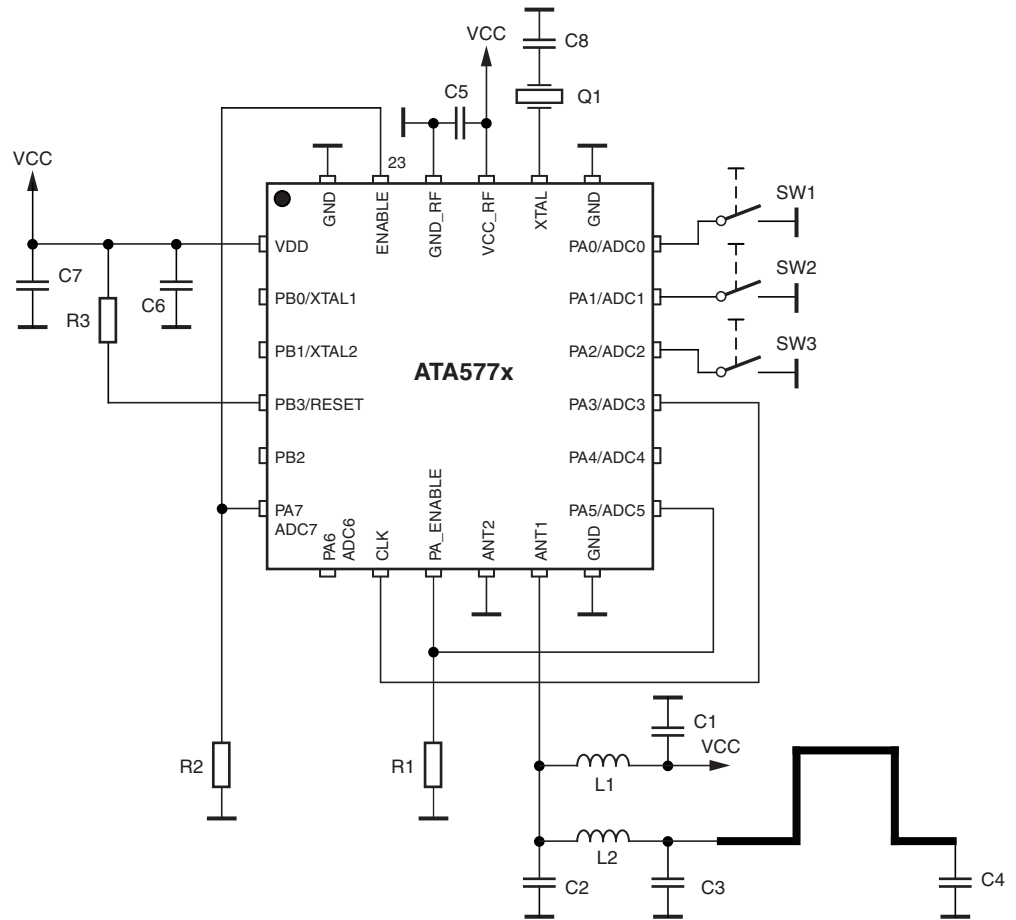 C8
VCC
C5
Q1
VCC
23
GND
ENABLE
GND_RF
VCC_RF
XTAL
GND
SW1
VDD
PA0/ADC0
C7
SW2
PB0/XTAL1
PA1/ADC1
C6
R3
SW3
PB1/XTAL2
PA2/ADC2
ATA577x
PB3/RESET
PA3/ADC3
PB2
PA4/ADC4
PA7
ADC7
PA5/ADC5
PA6
ADC6
CLK
PA_ENABLE
ANT2
ANT1
GND
C1
VCC
R2
R1
L1
L2
C2
C3
C4